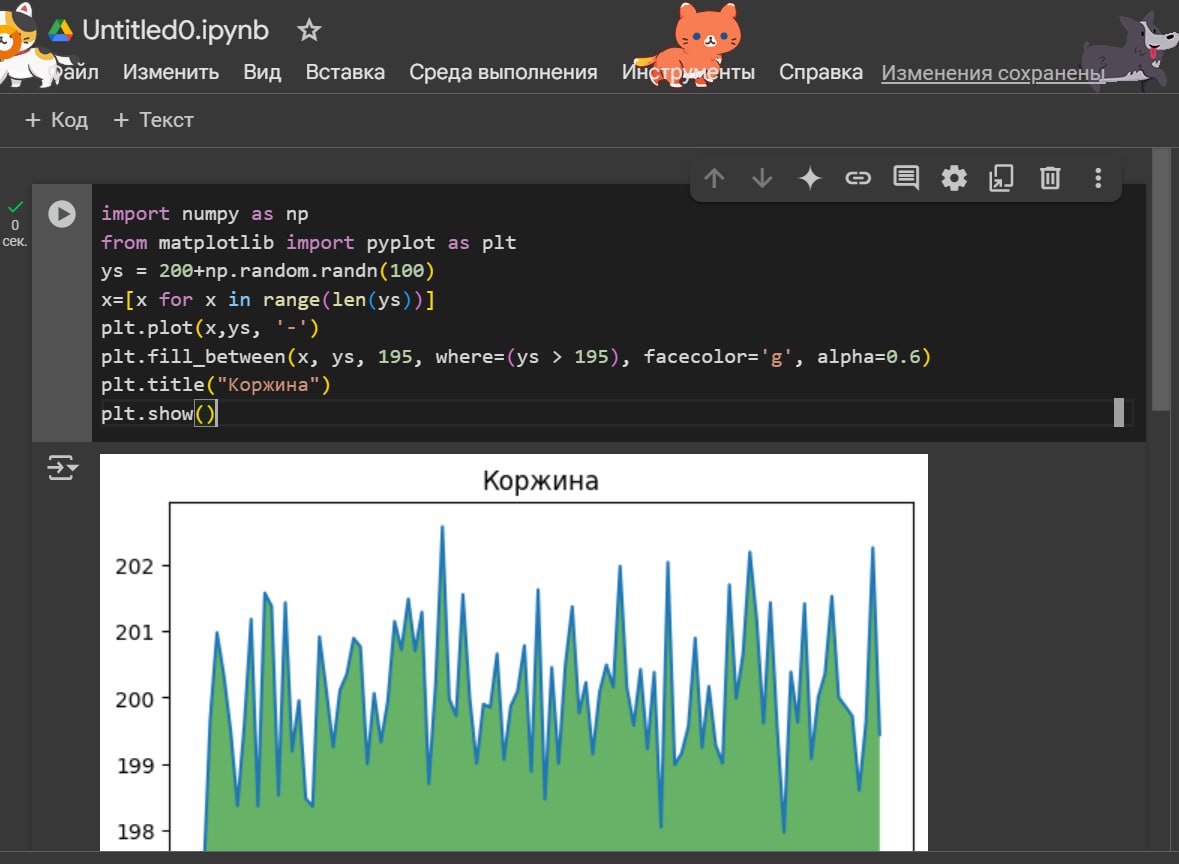 Untitled0.ipynb
Файл Изменить Вид Вставка Среда выполнения Инструменты Справка Изменения сохранены
+ Код + Текст
0
сек.
import numpy as np
from matplotlib import pyplot as plt
ys = 200+np.random.randn(100)
x=[x for x in range(len(ys))]
plt.plot(x,ys, '-')
plt.fill_between(x, ys, 195, where=(ys > 195), facecolor='g', alpha=0.6)
plt.title("Коржина")
plt.show()
Коржина
202
201
200
199
198